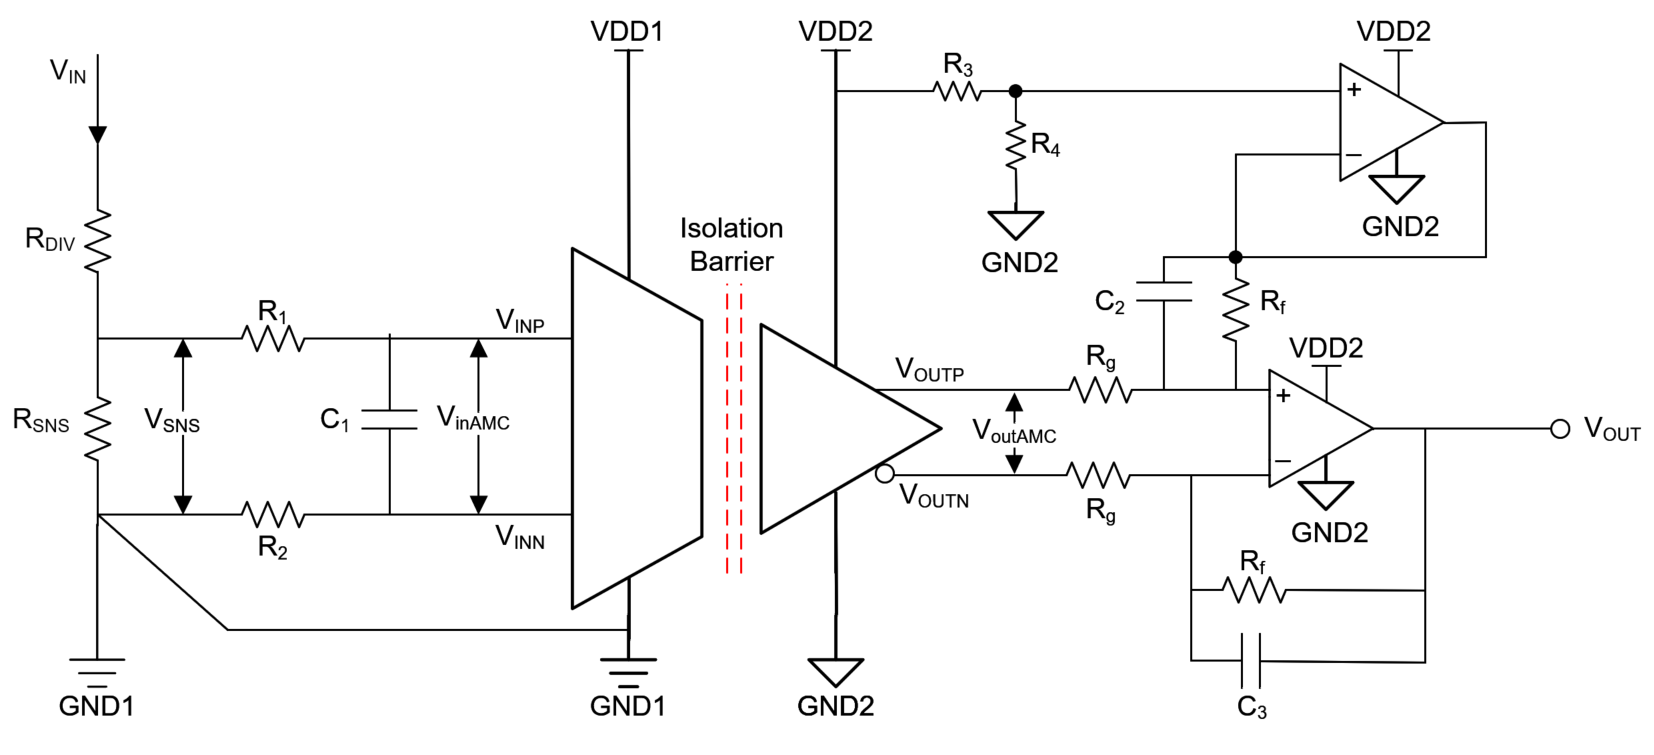 VDD1
VDD2
VDD2
VIN
R3
+
R4
−
GND2
Isolation
Barrier
RDIV
GND2
C2
Rf
R1
VINP
VDD2
Rg
VOUTP
+
RSNS
VSNS
C1
VinAMC
VoutAMC
VOUT
−
VOUTN
Rg
R2
VINN
GND2
Rf
GND1
GND1
GND2
C3